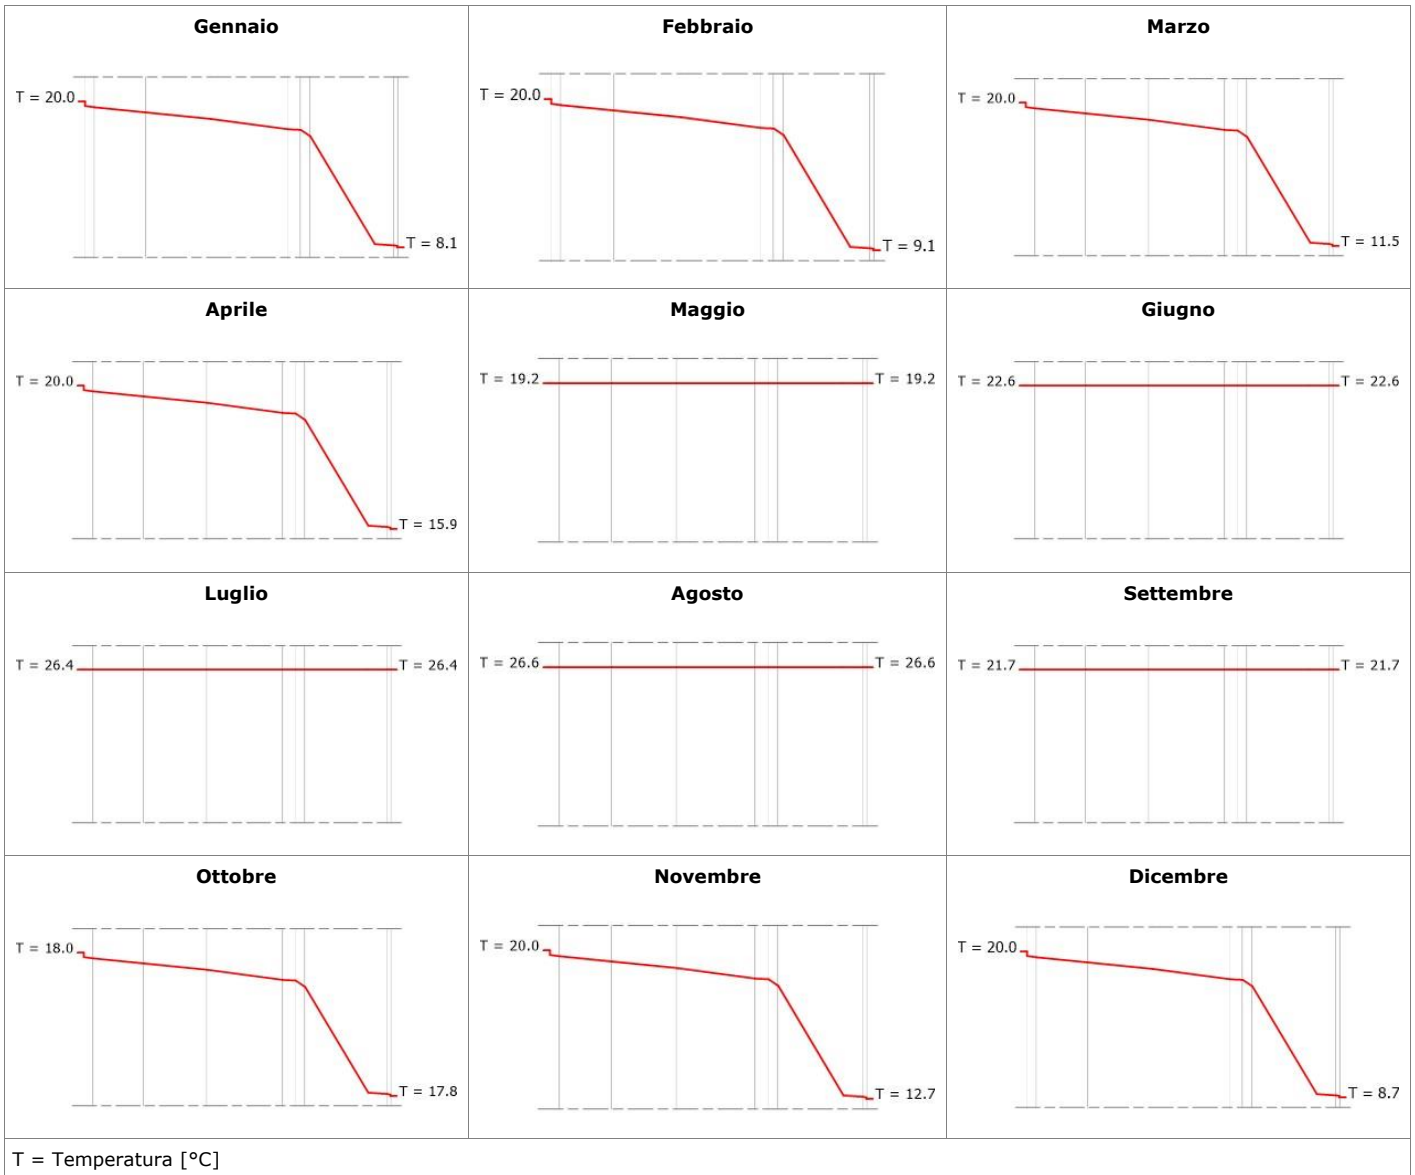 Gennaio
T = 20.0
T = 8.1
Febbraio
T = 20.0
T = 9.1
Marzo
T = 20.0
T = 11.5
Aprile
T = 20.0
T = 15.9
Maggio
T = 19.2
T = 19.2
Giugno
T = 22.6
T = 22.6
Luglio
T = 26.4
T = 26.4
Agosto
T = 26.6
T = 26.6
Settembre
T = 21.7
T = 21.7
Ottobre
T = 18.0
T = 17.8
Novembre
T = 20.0
T = 12.7
Dicembre
T = 20.0
T = 8.7
T = Temperatura [°C]